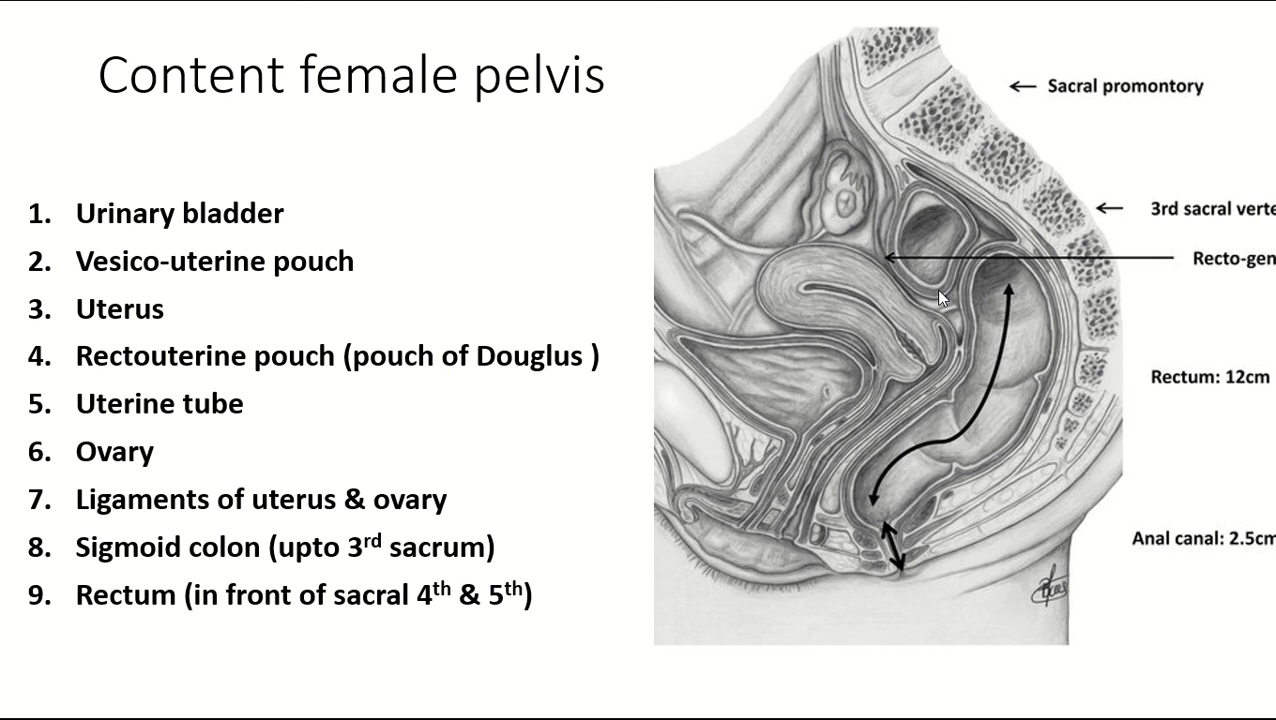 Content female pelvis
1. Urinary bladder
2. Vesico-uterine pouch
3. Uterus
4. Rectouterine pouch (pouch of Douglus )
5. Uterine tube
6. Ovary
7. Ligaments of uterus & ovary
8. Sigmoid colon (upto 3rd sacrum)
9. Rectum (in front of sacral 4th & 5th)
Sacral promontory
3rd sacral verte
Recto-gen
Rectum: 12cm
Anal canal: 2.5cm